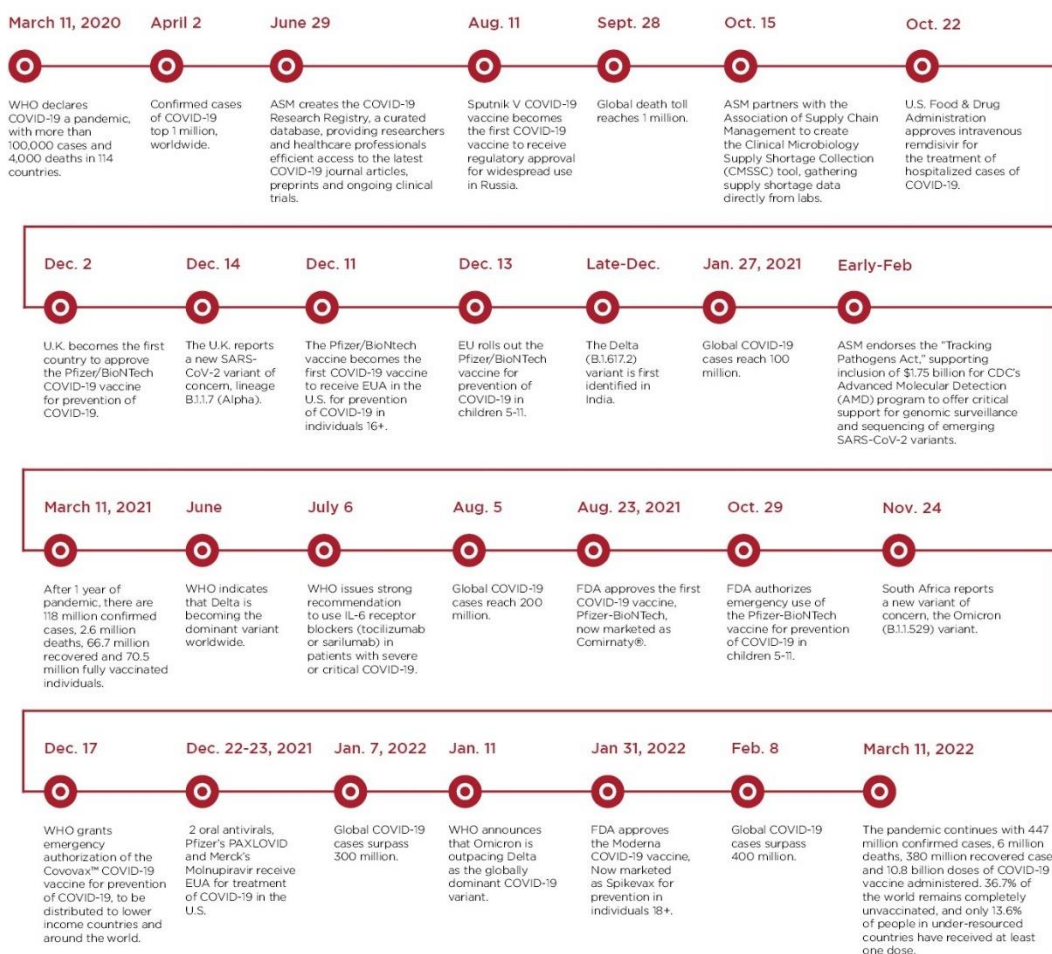 March 11, 2020
WHO declares
COVID-19 a pandemic,
with more than
100,000 cases and
4,000 deaths in 114
countries.
April 2
Confirmed cases
of COVID-19
top 1 million,
worldwide.
June 29
ASM creates the COVID-19
Research Registry, a curated
database, providing researchers
and healthcare professionals
efficient access to the latest
COVID-19 journal articles,
preprints and ongoing clinical
trials.
Aug. 11
Sputnik V COVID-19
vaccine becomes
the first COVID-19
vaccine to receive
regulatory approval
for widespread use
in Russia.
Sept. 28
Global death toll
reaches 1 million.
Oct. 15
ASM partners with the
Association of Supply Chain
Management to create
the Clinical Microbiology
Supply Shortage Collection
(CMSSC) tool, gathering
supply shortage data
directly from labs.
Oct. 22
U.S. Food & Drug
Administration
approves intravenous
remdisivir for
the treatment of
hospitalized cases of
COVID-19.
Dec. 2
U.K. becomes the first
country to approve
the Pfizer/BioNTech
COVID-19 vaccine
for prevention of
COVID-19.
Dec. 14
The U.K. reports
a new SARS-
CoV-2 variant of
concern, lineage
B.1.1.7 (Alpha).
Dec. 11
The Pfizer/BioNtech
vaccine becomes the
first COVID-19 vaccine
to receive EUA in the
U.S. for prevention
of COVID-19 in
individuals 16+.
Dec. 13
EU rolls out the
Pfizer/BioNTech
vaccine for
prevention of
COVID-19 in
children 5-11.
Late-Dec.
The Delta
(B.1.617.2)
variant is first
identified in
India.
Jan. 27, 2021
Global COVID-19
cases reach 100
million.
Early-Feb
ASM endorses the "Tracking
Pathogens Act," supporting
inclusion of $1.75 billion for CDC's
Advanced Molecular Detection
(AMD) program to offer critical
support for genomic surveillance
and sequencing of emerging
SARS-CoV-2 variants.
March 11, 2021
After 1 year of
pandemic, there are
118 million confirmed
cases, 2.6 million
deaths, 66.7 million
recovered and 70.5
million fully vaccinated
individuals.
June
WHO indicates
that Delta is
becoming the
dominant variant
worldwide.
July 6
WHO issues strong
recommendation
to use IL-6 receptor
blockers (tocilizumab
or sarilumab) in
patients with severe
or critical COVID-19.
Aug. 5
Global COVID-19
cases reach 200
million.
Aug. 23, 2021
FDA approves the first
COVID-19 vaccine,
Pfizer-BioNTech,
now marketed as
Comirnaty®.
Oct. 29
FDA authorizes
emergency use of
the Pfizer-BioNTech
vaccine for prevention
of COVID-19 in
children 5-11.
Nov. 24
South Africa reports
a new variant of
concern, the Omicron
(B.1.1.529) variant.
Dec. 17
WHO grants
emergency
authorization of the
Covovax™ COVID-19
vaccine for prevention
of COVID-19, to be
distributed to lower
income countries and
around the world.
Dec. 22-23, 2021
2 oral antivirals,
Pfizer's PAXLOVID
and Merck's
Molnupiravir receive
EUA for treatment
of COVID-19 in the
U.S.
Jan. 7, 2022
Global COVID-19
cases surpass
300 million.
Jan. 11
WHO announces
that Omicron is
outpacing Delta
as the globally
dominant COVID-19
variant.
Jan 31, 2022
FDA approves
the Moderna
COVID-19 vaccine,
Now marketed
as Spikevax for
prevention in
individuals 18+.
Feb. 8
Global COVID-19
cases surpass
400 million.
March 11, 2022
The pandemic continues with 447
million confirmed cases, 6 million
deaths, 380 million recovered case
and 10.8 billion doses of COVID-19
vaccine administered. 36.7% of
the world remains completely
unvaccinated, and only 13.6%
of people in under-resourced
countries have received at least
one dose.